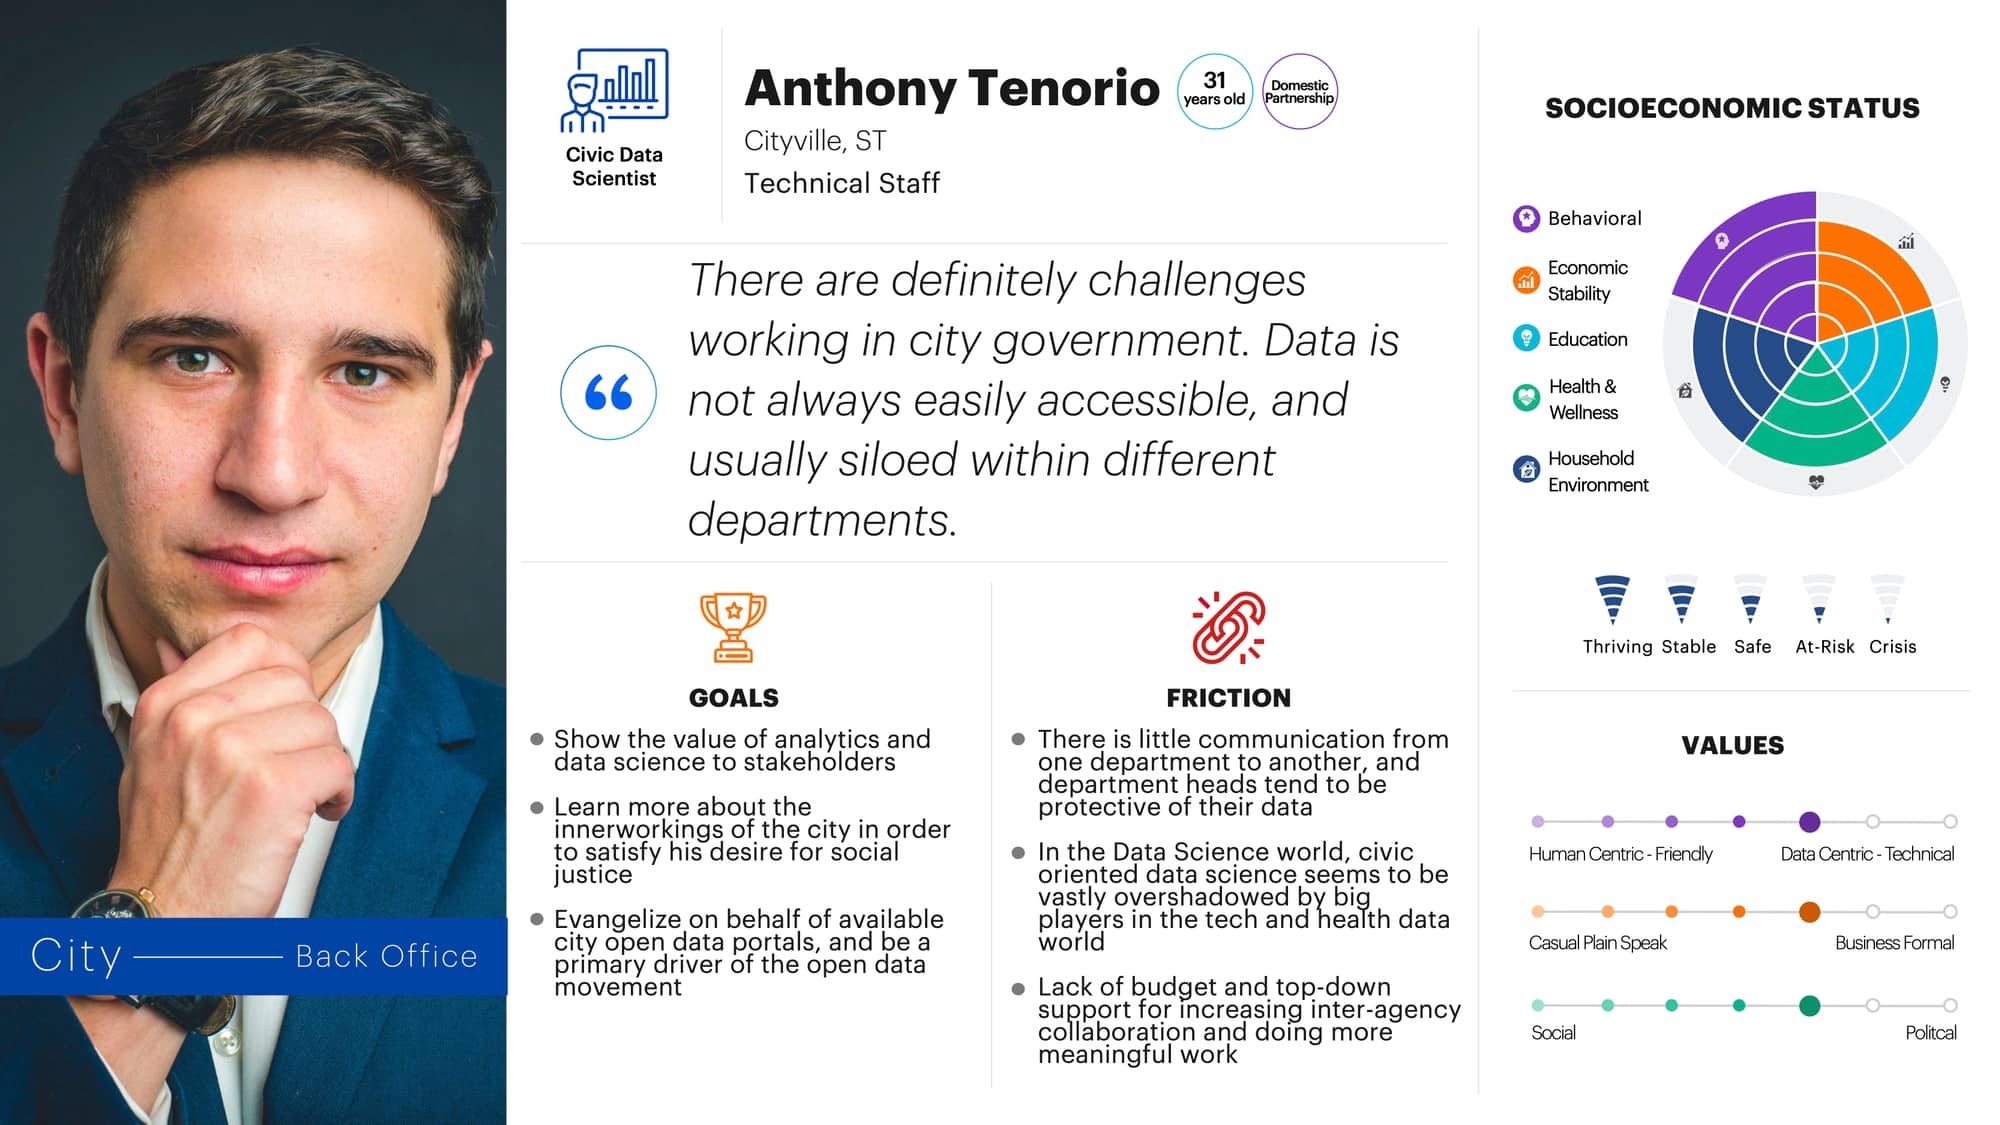 Civic Data
Scientist
Anthony Tenorio
31
years old
Domestic
Partnership
Cityville, ST
Technical Staff
“
There are definitely challenges
working in city government. Data is
not always easily accessible, and
usually siloed within different
departments.
City
Back Office
GOALS
Show the value of analytics and
data science to stakeholders
Learn more about the
innerworkings of the city in order
to satisfy his desire for social
justice
Evangelize on behalf of available
city open data portals, and be a
primary driver of the open data
movement
FRICTION
There is little communication from
one department to another, and
department heads tend to be
protective of their data
In the Data Science world, civic
oriented data science seems to be
vastly overshadowed by big
players in the tech and health data
world
Lack of budget and top-down
support for increasing inter-agency
collaboration and doing more
meaningful work
SOCIOECONOMIC STATUS
Behavioral
Economic
Stability
Education
Health &
Wellness
Household
Environment
Thriving Stable Safe At-Risk Crisis
VALUES
Human Centric - Friendly Data Centric - Technical
Casual Plain Speak Business Formal
Social Politcal